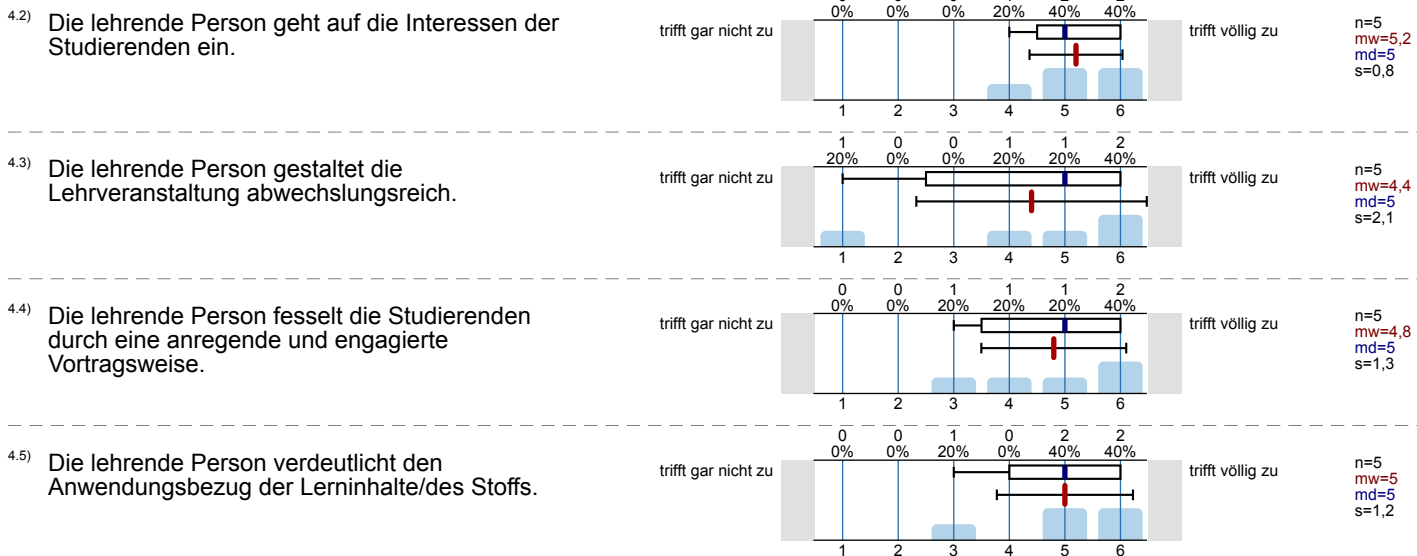 4.2) Die lehrende Person geht auf die Interessen der
Studierenden ein.
trifft gar nicht zu
0% 0% 0% 20% 40% 40%
1 2 3 4 5 6
trifft völlig zu
n=5
mw=5,2
md=5
s=0,8
4.3) Die lehrende Person gestaltet die
Lehrveranstaltung abwechslungsreich.
trifft gar nicht zu
1 0 0 1 1 2
20% 0% 0% 20% 20% 40%
1 2 3 4 5 6
trifft völlig zu
n=5
mw=4,4
md=5
s=2,1
4.4) Die lehrende Person fesselt die Studierenden
durch eine anregende und engagierte
Vortragsweise.
trifft gar nicht zu
0 0 1 1 1 2
0% 0% 20% 20% 20% 40%
1 2 3 4 5 6
trifft völlig zu
n=5
mw=4,8
md=5
s=1,3
4.5) Die lehrende Person verdeutlicht den
Anwendungsbezug der Lerninhalte/des Stoffs.
trifft gar nicht zu
0 0 1 0 2 2
0% 0% 20% 0% 40% 40%
1 2 3 4 5 6
trifft völlig zu
n=5
mw=5
md=5
s=1,2